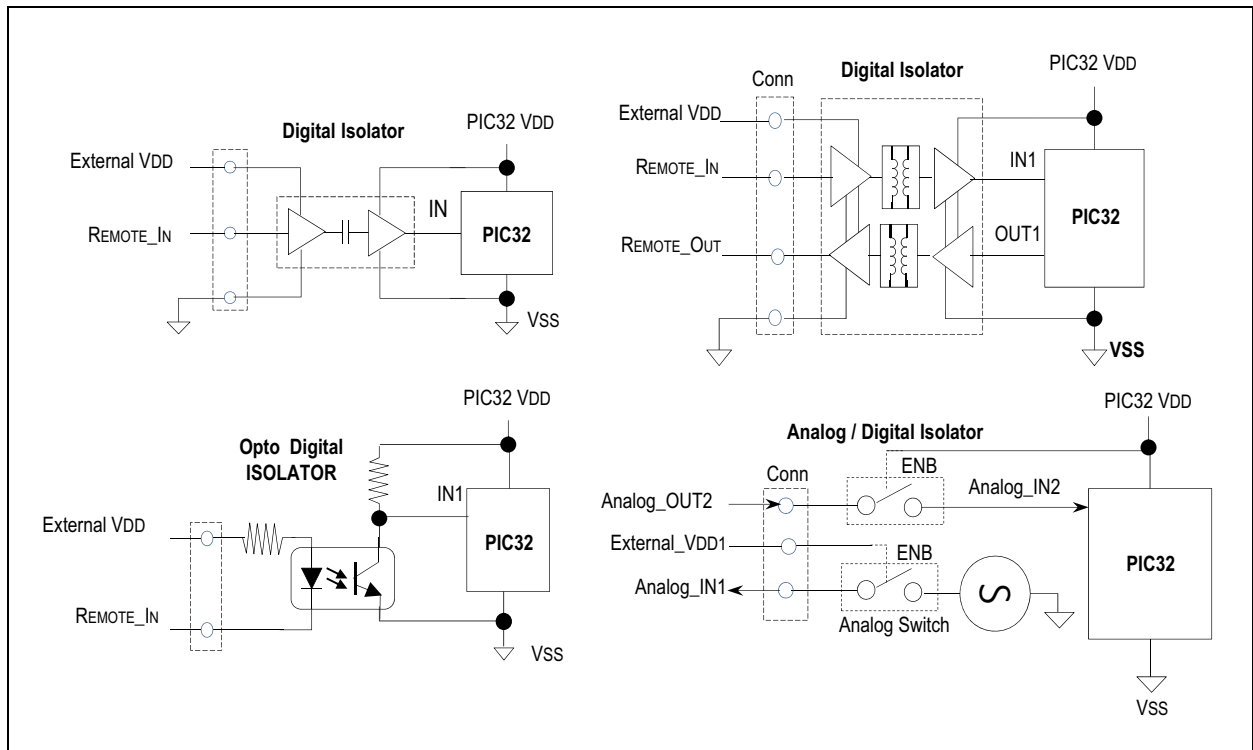 Digital Isolator
PIC32 VDD
External VDD
REMOTE_IN
IN
PIC32
VSS
Conn
Digital Isolator
PIC32 VDD
External VDD
REMOTE_IN
IN1
PIC32
REMOTE_OUT
OUT1
VSS
PIC32 VDD
Opto Digital
ISOLATOR
IN1
External VDD
PIC32
REMOTE_IN
VSS
PIC32 VDD
Analog / Digital Isolator
Conn
ENB
Analog_OUT2
Analog_IN2
External_VDD1
ENB
PIC32
Analog_IN1
S
Analog Switch
VSS